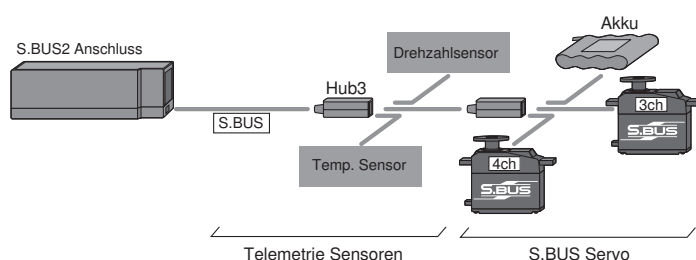 Akku
S.BUS2 Anschluss
Drehzahlsensor
Hub3
3ch
S.BUS
S.BUS
Temp. Sensor
4ch
S.BUS
Telemetrie Sensoren
S.BUS Servo